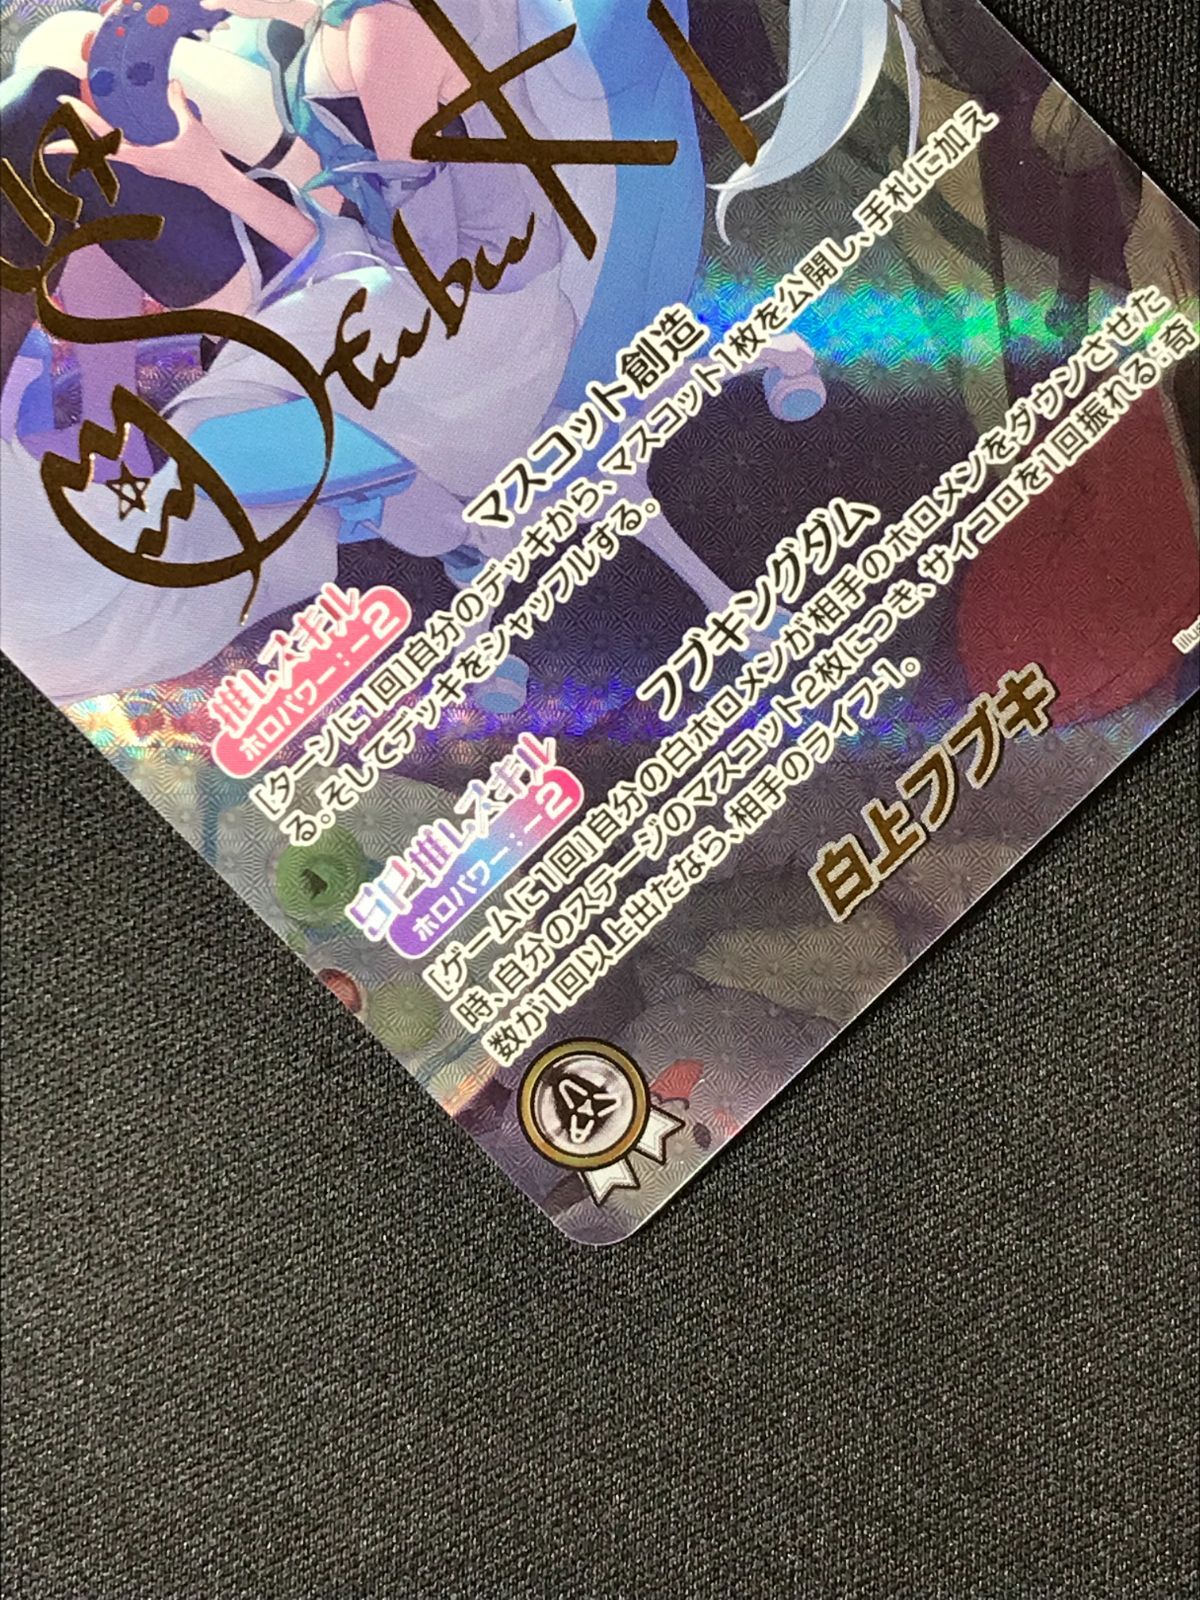 Fubu
推しスキル
ホロパワー：-2
マスコット創造
[ターンに1回]自分のデッキから、マスコット1枚を公開し、手札に加え
る。そしてデッキをシャッフルする。
SP推しスキル
ホロパワー：-2
フブキングダム
[ゲームに1回]自分の白ホロメンが相手のホロメンをダウンさせた
時、自分のステージのマスコット2枚につき、サイコロを1回振れる：奇
数が1回以上出たなら、相手のライフ-1。
白上フブキ